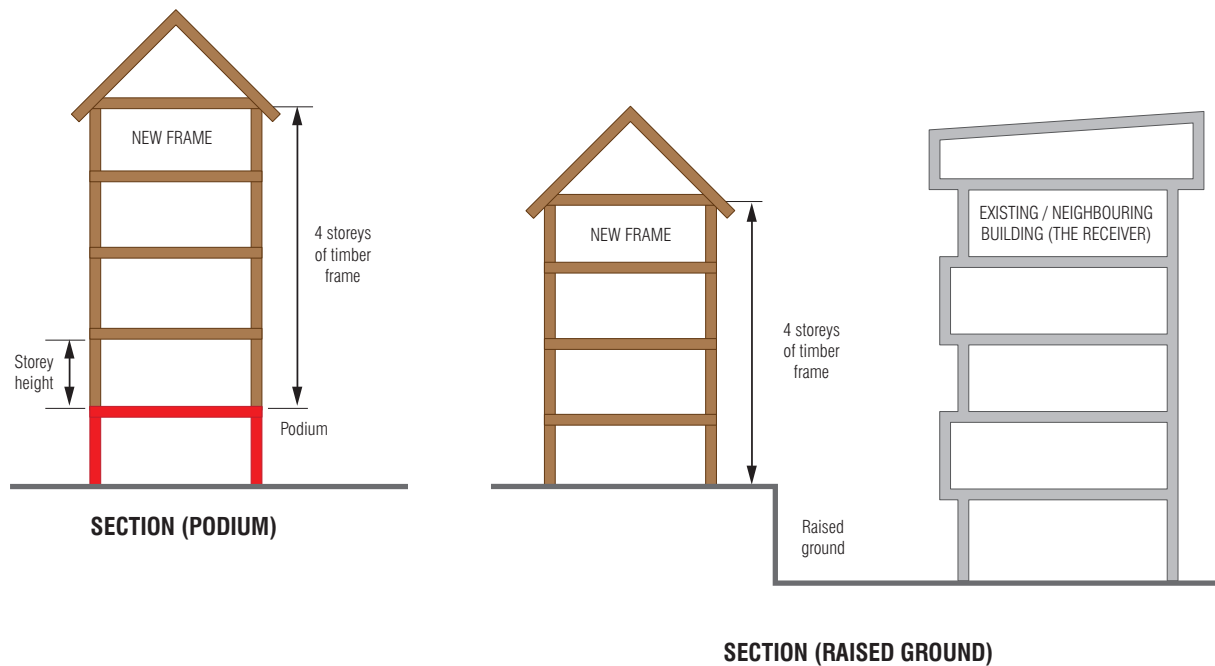 NEW FRAME
4 storeys
of timber
frame
Storey
height
Podium
SECTION (PODIUM)
NEW FRAME
4 storeys
of timber
frame
Raised
ground
EXISTING / NEIGHBOURING
BUILDING (THE RECEIVER)
SECTION (RAISED GROUND)